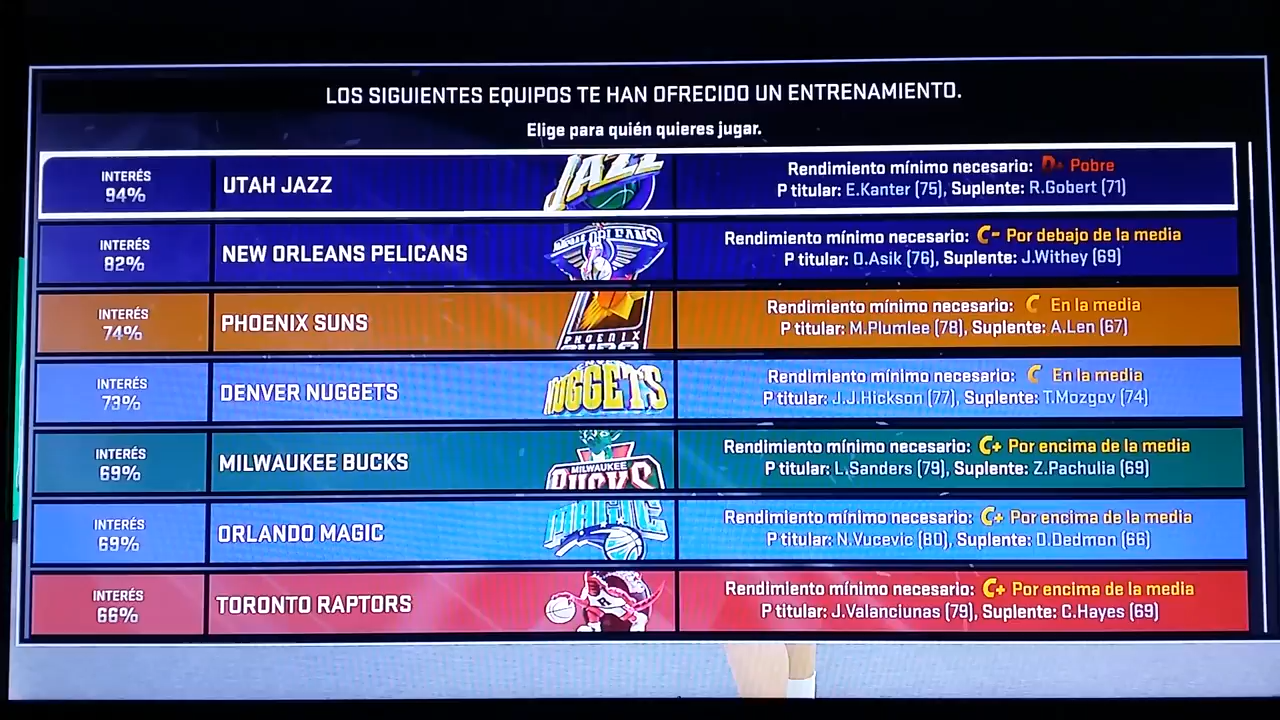 LOS SIGUIENTES EQUIPOS TE HAN OFRECIDO UN ENTRENAMIENTO.
Elige para quién quieres jugar.
INTERÉS
94%
UTAH JAZZ
JAZZ
Rendimiento mínimo necesario: D+ Pobre
P titular: E.Kanter (75), Suplente: R.Gobert (71)
INTERÉS
82%
NEW ORLEANS PELICANS
NEW ORLEANS
Rendimiento mínimo necesario: C- Por debajo de la media
P titular: O.Asik (76), Suplente: J.Withey (69)
INTERÉS
74%
PHOENIX SUNS
PHOENIX
SUNS
Rendimiento mínimo necesario: C En la media
P titular: M.Plumlee (78), Suplente: A.Len (67)
INTERÉS
73%
DENVER NUGGETS
NUGGETS
Rendimiento mínimo necesario: C En la media
P titular: J.J.Hickson (77), Suplente: T.Mozgov (74)
INTERÉS
69%
MILWAUKEE BUCKS
MILWAUKEE
BUCKS
Rendimiento mínimo necesario: C+ Por encima de la media
P titular: L.Sanders (79), Suplente: Z.Pachulia (69)
INTERÉS
69%
ORLANDO MAGIC
MAGIC
Rendimiento mínimo necesario: C+ Por encima de la media
P titular: N.Vucevic (80), Suplente: D.Dedmon (66)
INTERÉS
66%
TORONTO RAPTORS
Rendimiento mínimo necesario: C+ Por encima de la media
P titular: J.Valanciunas (79), Suplente: C.Hayes (69)